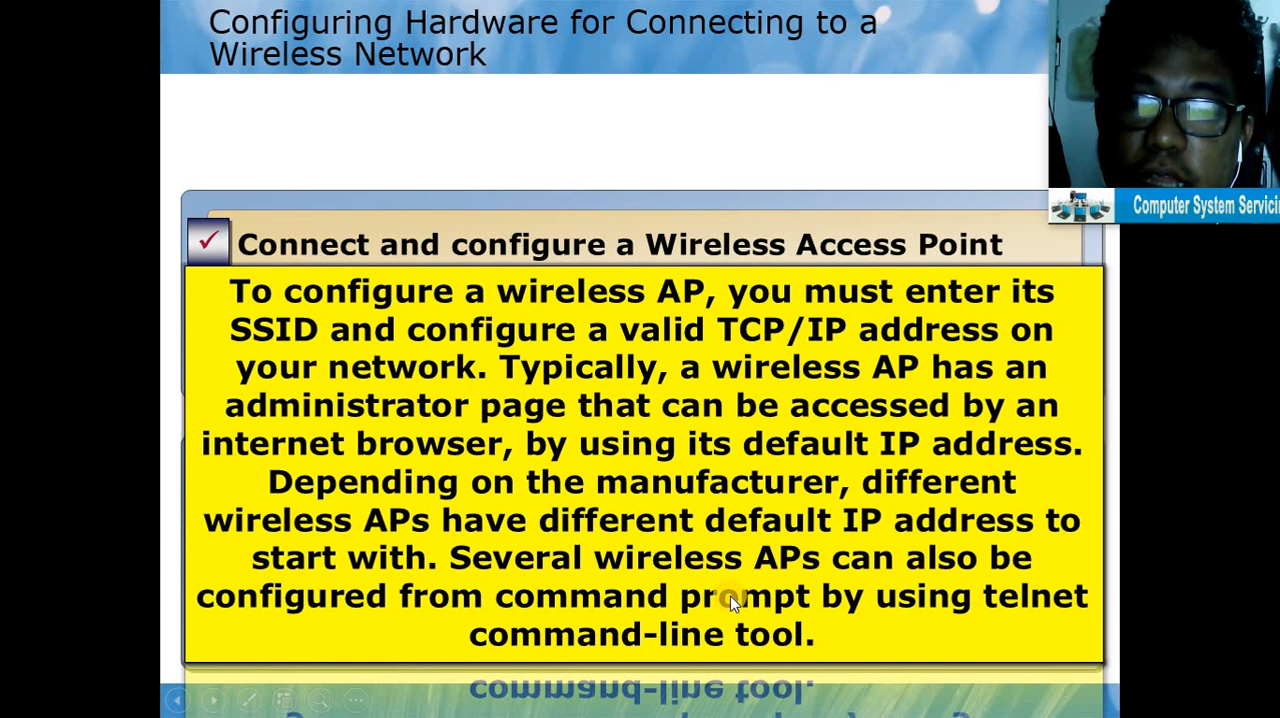 Configuring Hardware for Connecting to a
Wireless Network
Computer System Servicin
Connect and configure a Wireless Access Point
To configure a wireless AP, you must enter its
SSID and configure a valid TCP/IP address on
your network. Typically, a wireless AP has an
administrator page that can be accessed by an
internet browser, by using its default IP address.
Depending on the manufacturer, different
wireless APs have different default IP address to
start with. Several wireless APs can also be
configured from command prompt by using telnet
command-line tool.
command-line tool.